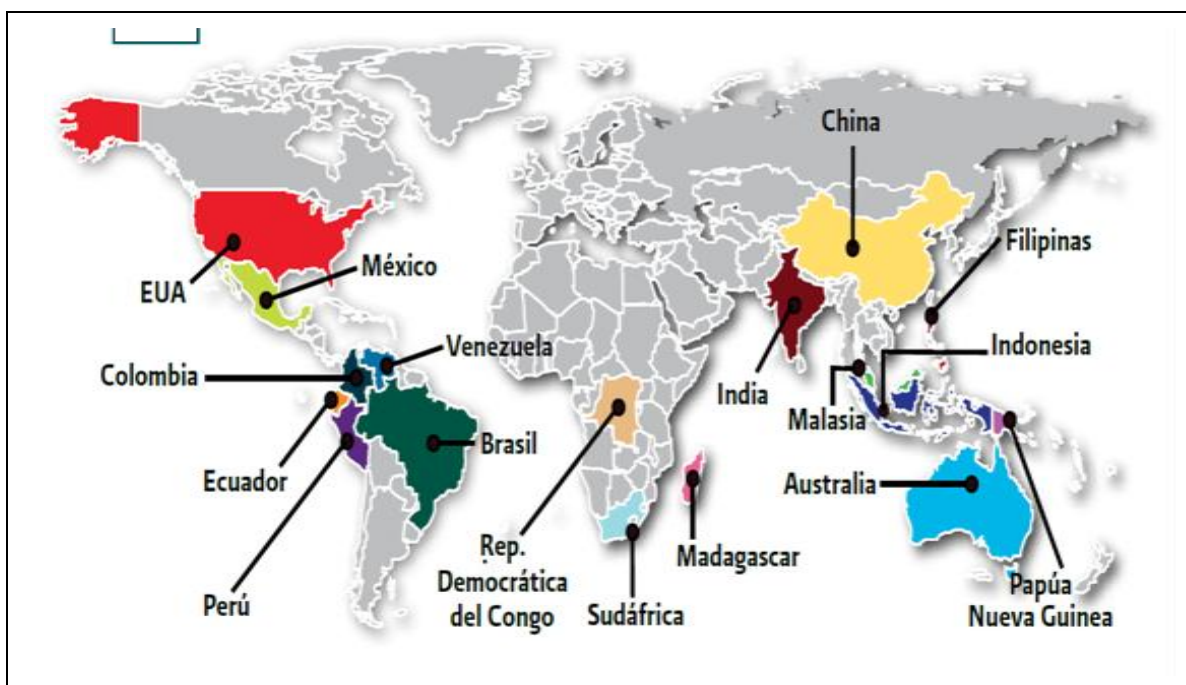 China
Filipinas
México
EUA
Indonesia
Venezuela
Colombia
India
Malasia
Brasil
Ecuador
Australia
Rep.
Democrática
del Congo
Madagascar
Perú
Sudáfrica
Papúa
Nueva Guinea